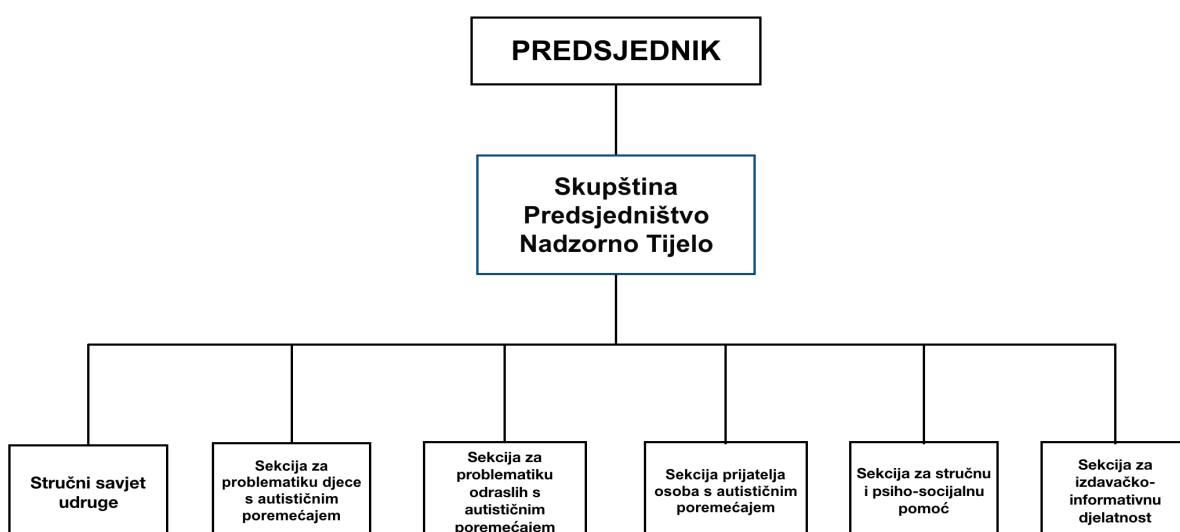 PREDSJEDNIK
Skupština
Predsjedništvo
Nadzorno Tijelo
Stručni savjet
udruge
Sekcija za
problematiku djece
s autističnim
poremećajem
Sekcija za
problematiku
odraslih s
autističnim
poremećajem
Sekcija prijatelja
osoba s autističnim
poremećajem
Sekcija za stručnu
i psiho-socijalnu
pomoć
Sekcija za
izdavačko-
informativnu
djelatnost